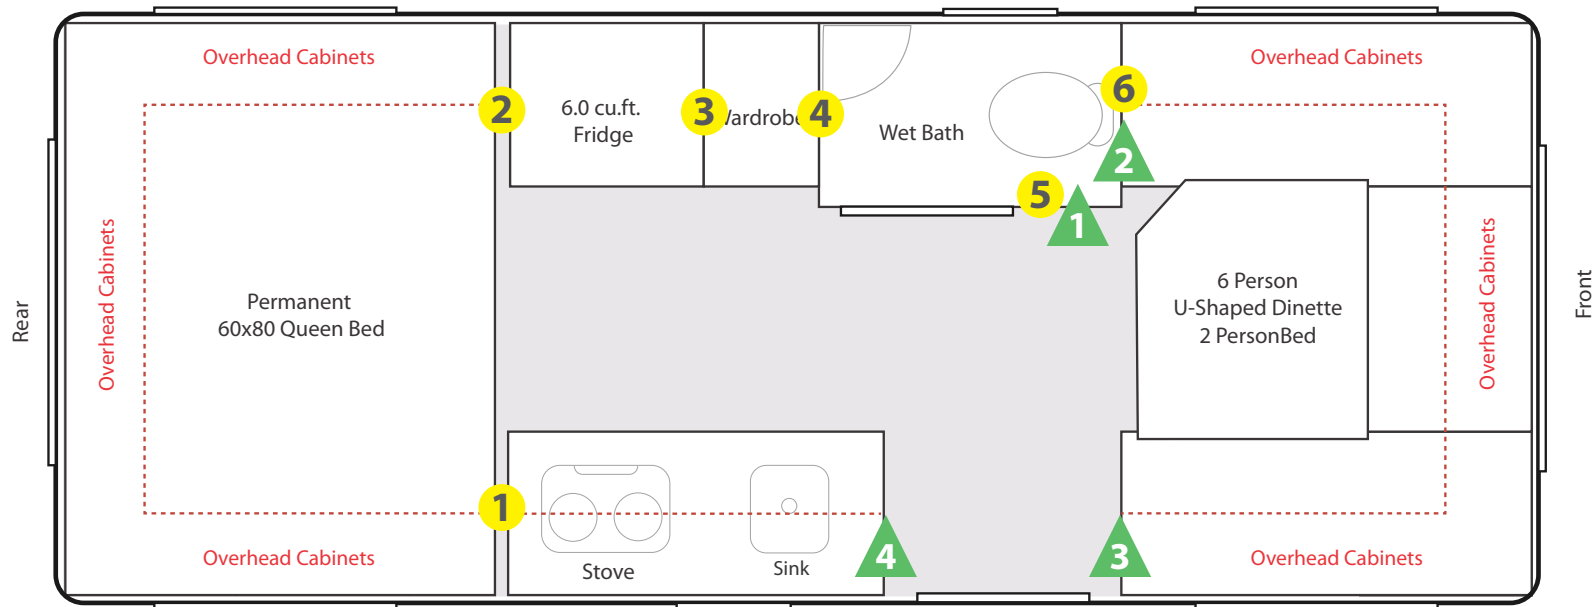 Overhead Cabinets
Overhead Cabinets
2
6.0 cu.ft.
Fridge
3
4
Wet Bath
6
2
5
1
Rear
Overhead Cabinets
Permanent
60x80 Queen Bed
6 Person
U-Shaped Dinette
2 PersonBed
Overhead Cabinets
Front
1
Overhead Cabinets
Stove
Sink
4
3
Overhead Cabinets